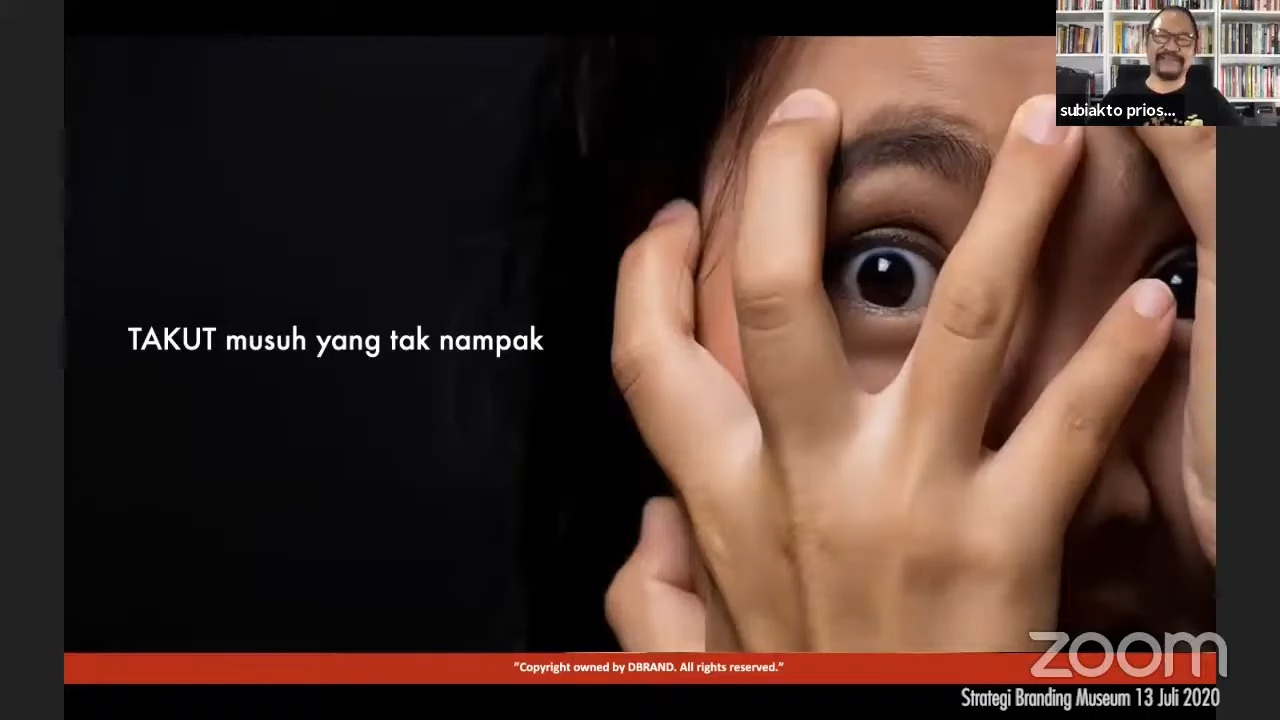 subiakto prios...
TAKUT musuh yang tak nampak
"Copyright owned by DBRAND. All rights reserved."
zoom
Strategi Branding Museum 13 Juli 2020